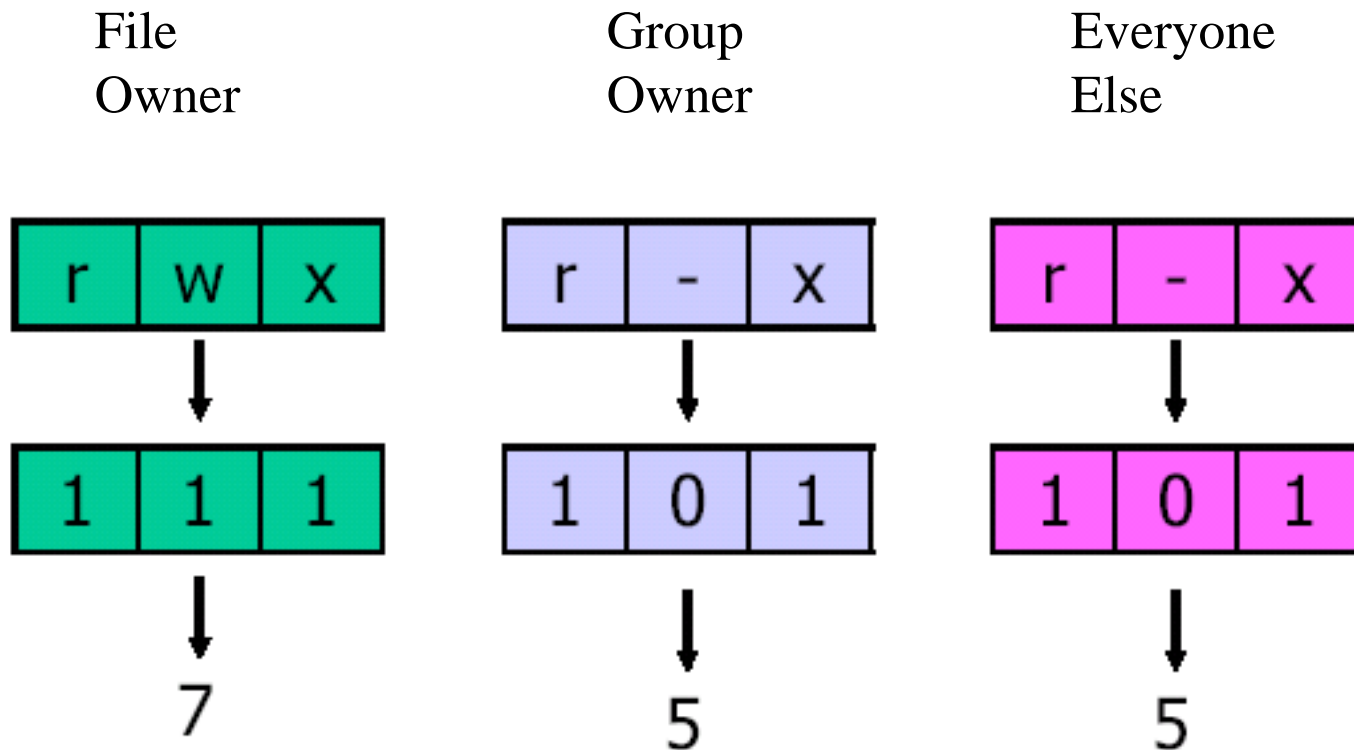 File Owner
Group Owner
Everyone Else
r w x
r - x
r - x
1 1 1
1 0 1
1 0 1
7
5
5